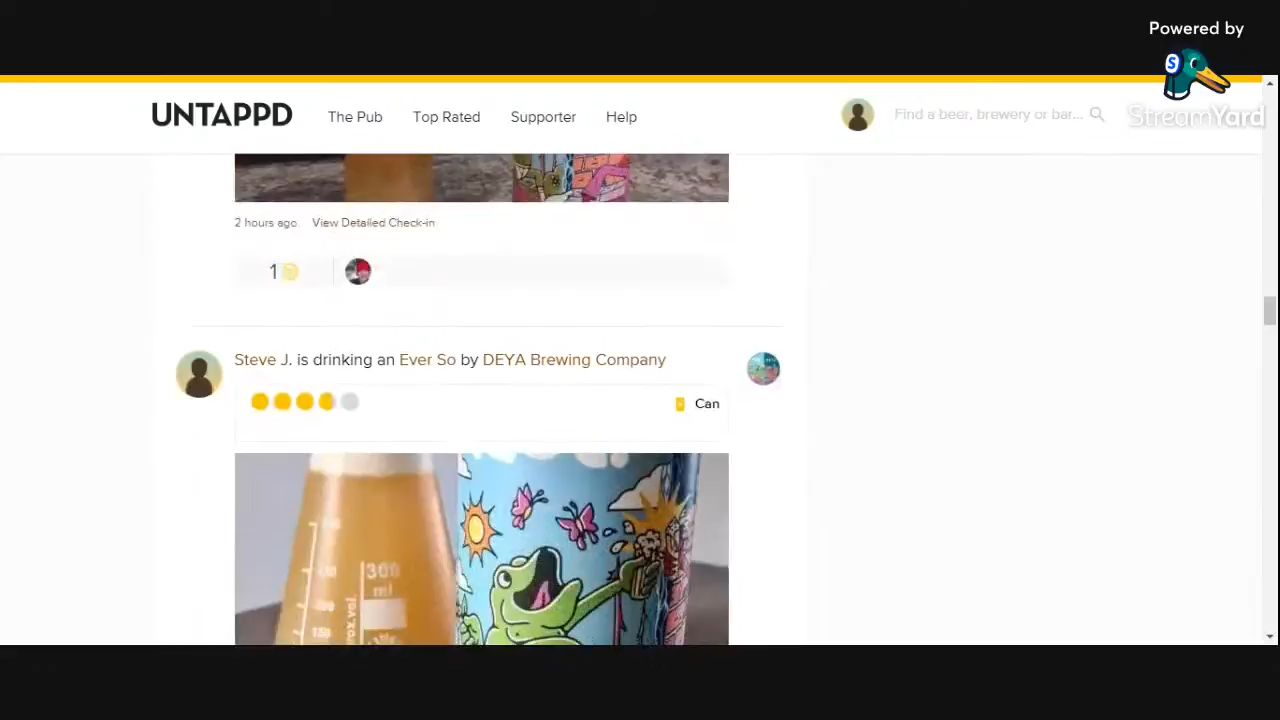 Powered by
S
StreamYard
UNTAPPD
The Pub
Top Rated
Supporter
Help
Find a beer, brewery or bar...
2 hours ago
View Detailed Check-in
1
Steve J. is drinking an Ever So by DEYA Brewing Company
Can
300
ml